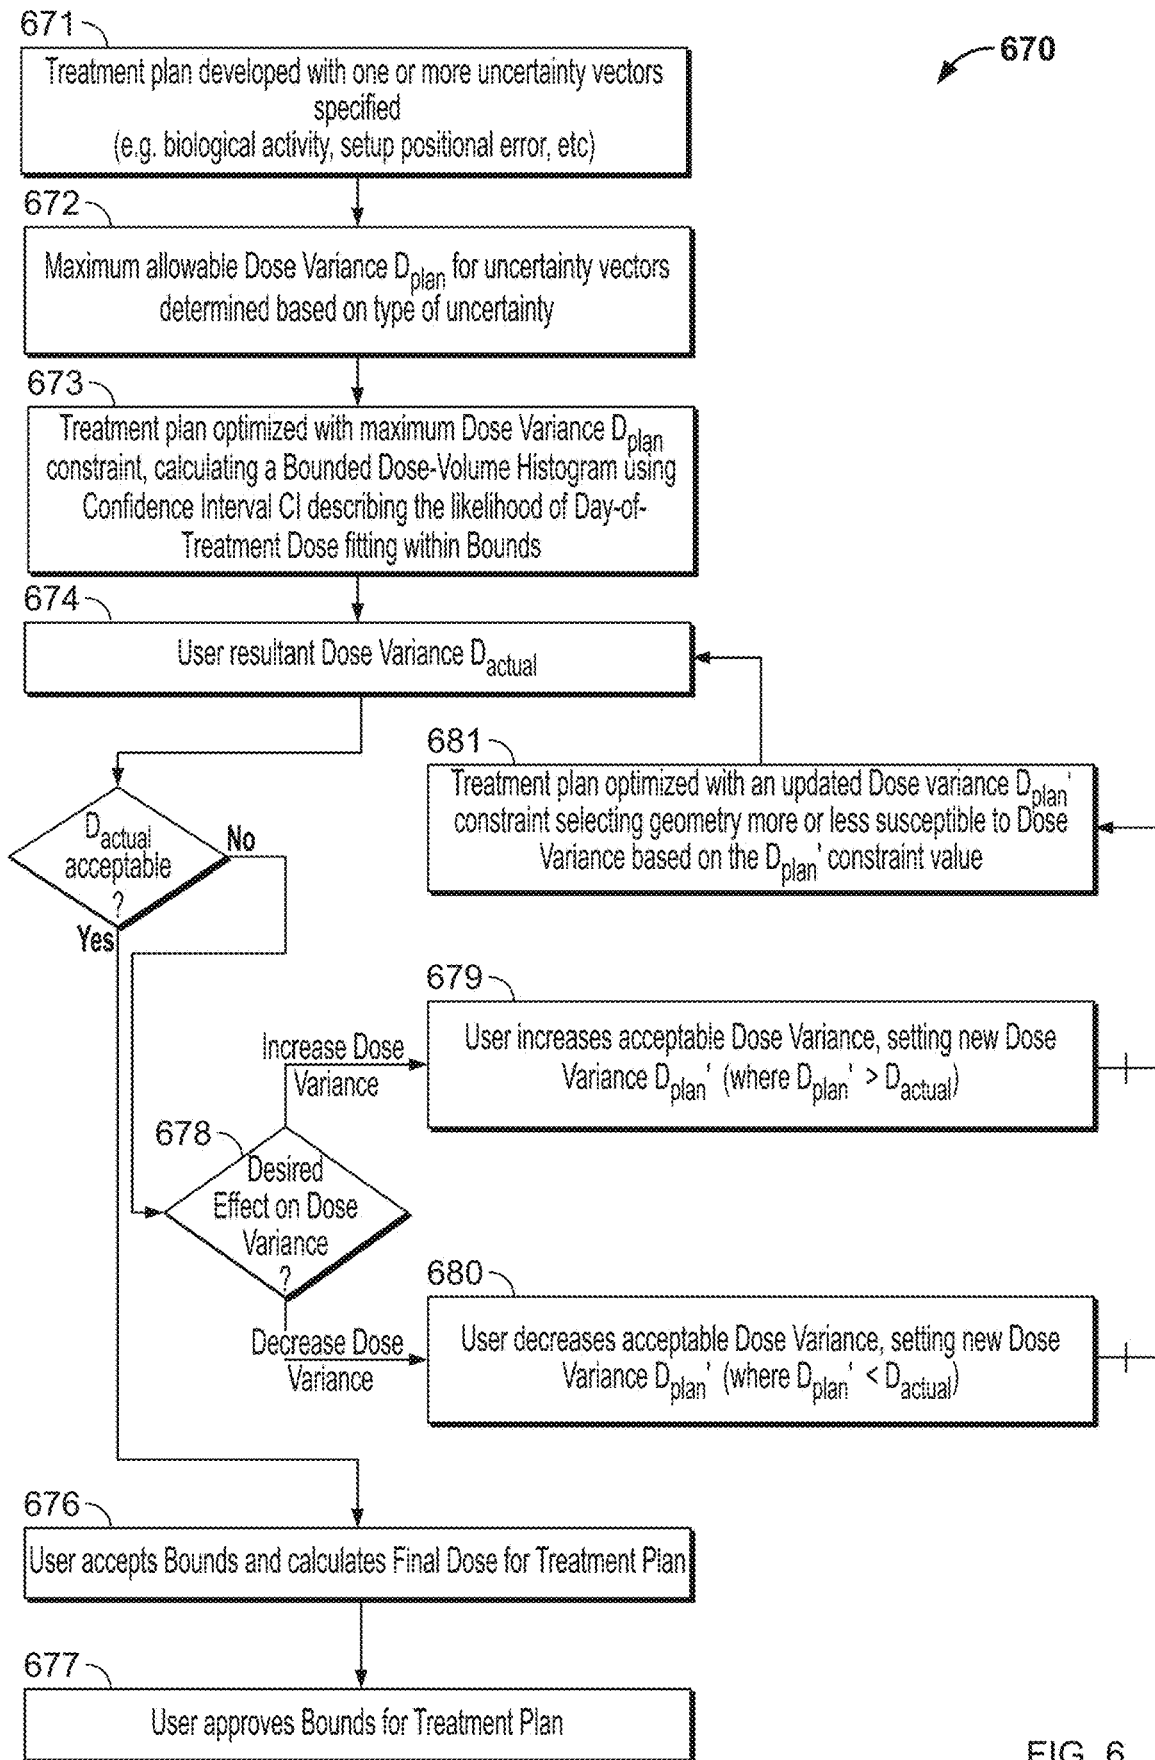 671
670
Treatment plan developed with one or more uncertainty vectors
specified
(e.g. biological activity, setup positional error, etc)
672
Maximum allowable Dose Variance Dplan for uncertainty vectors
determined based on type of uncertainty
673
Treatment plan optimized with maximum Dose Variance Dplan
constraint, calculating a Bounded Dose-Volume Histogram using
Confidence Interval CI describing the likelihood of Day-of-
Treatment Dose fitting within Bounds
674
User resultant Dose Variance Dactual
681
Treatment plan optimized with an updated Dose variance Dplan'
constraint selecting geometry more or less susceptible to Dose
Variance based on the Dplan' constraint value
Dactual
acceptable
?
No
Yes
679
User increases acceptable Dose Variance, setting new Dose
Variance Dplan' (where Dplan' > Dactual)
Increase Dose
Variance
678
Desired
Effect on Dose
Variance
?
680
User decreases acceptable Dose Variance, setting new Dose
Variance Dplan' (where Dplan' < Dactual)
Decrease Dose
Variance
676
User accepts Bounds and calculates Final Dose for Treatment Plan
677
User approves Bounds for Treatment Plan
FIG. 6